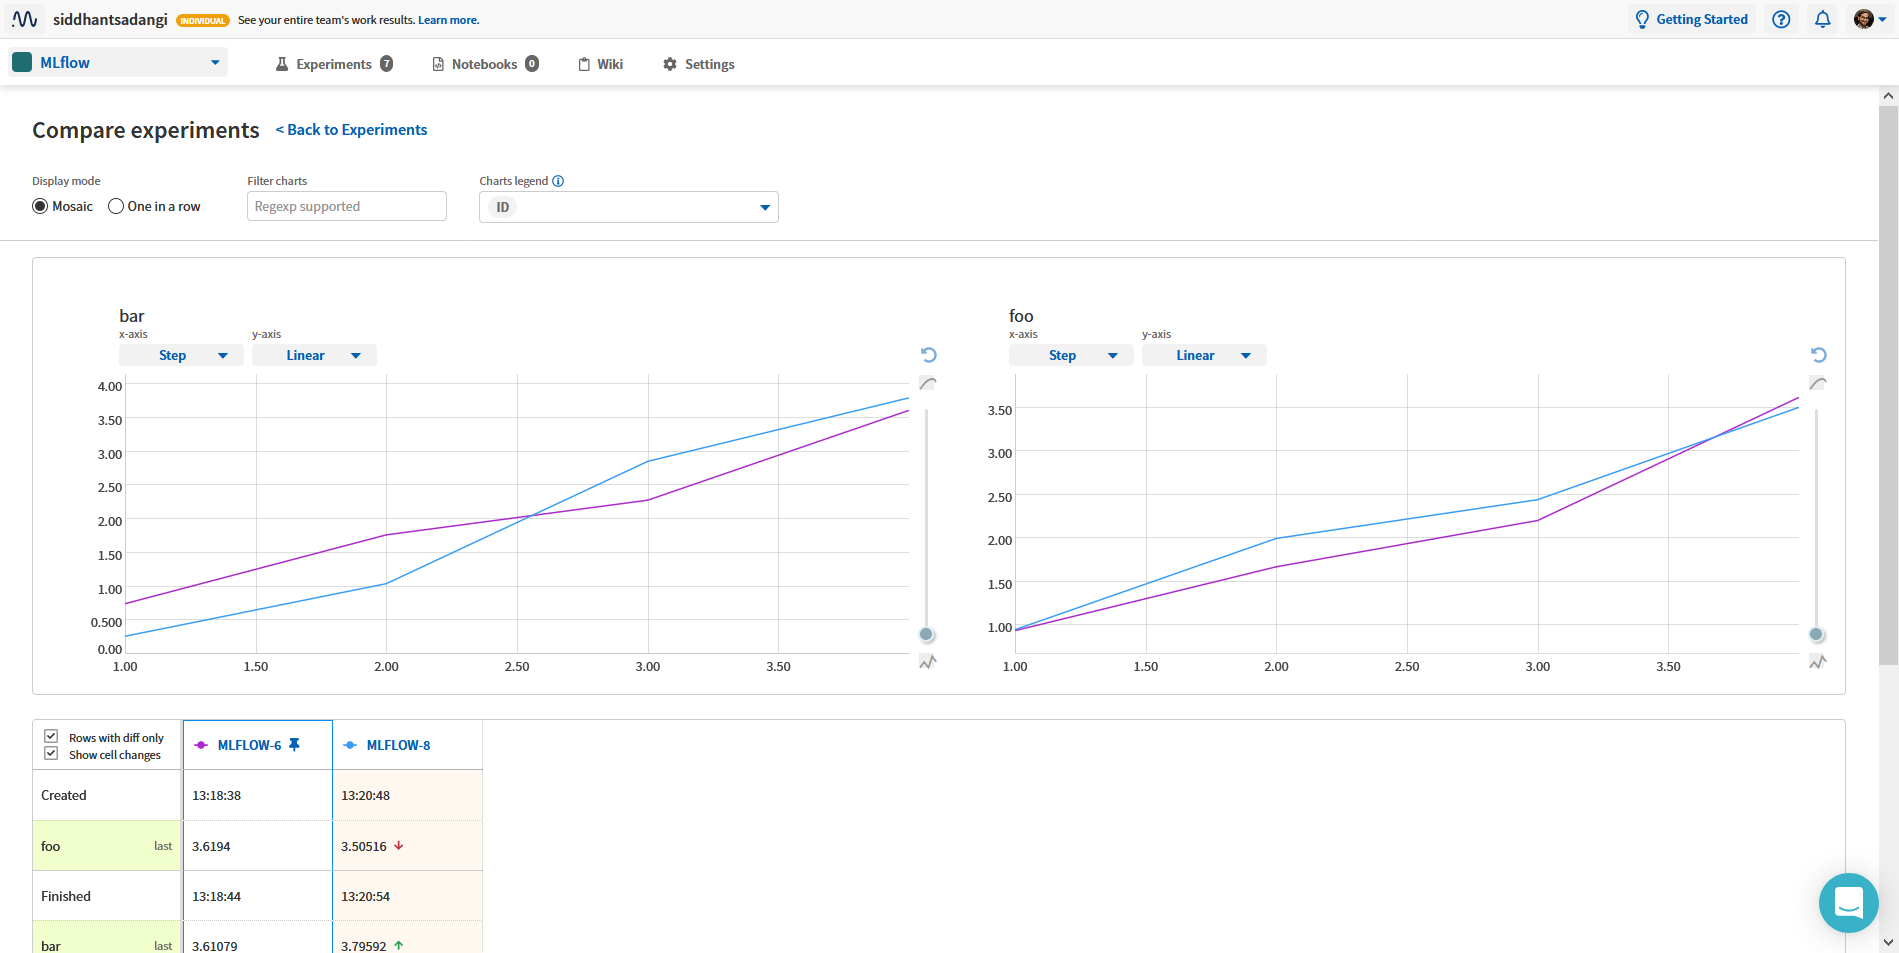 siddhantsadangi INDIVIDUAL See your entire team's work results. Learn more. Getting Started
MLflow Experiments 7 Notebooks 0 Wiki Settings
Compare experiments < Back to Experiments
Display mode Filter charts Charts legend
Mosaic One in a row Regexp supported ID
bar
x-axis y-axis
Step Linear
4.00
3.50
3.00
2.50
2.00
1.50
1.00
0.500
0.00
1.00 1.50 2.00 2.50 3.00 3.50
foo
x-axis y-axis
Step Linear
3.50
3.00
2.50
2.00
1.50
1.00
1.00 1.50 2.00 2.50 3.00 3.50
Rows with diff only
Show cell changes
MLFLOW-6 MLFLOW-8
Created 13:18:38 13:20:48
foo last 3.6194 3.50516
Finished 13:18:44 13:20:54
bar last 3.61079 3.79592